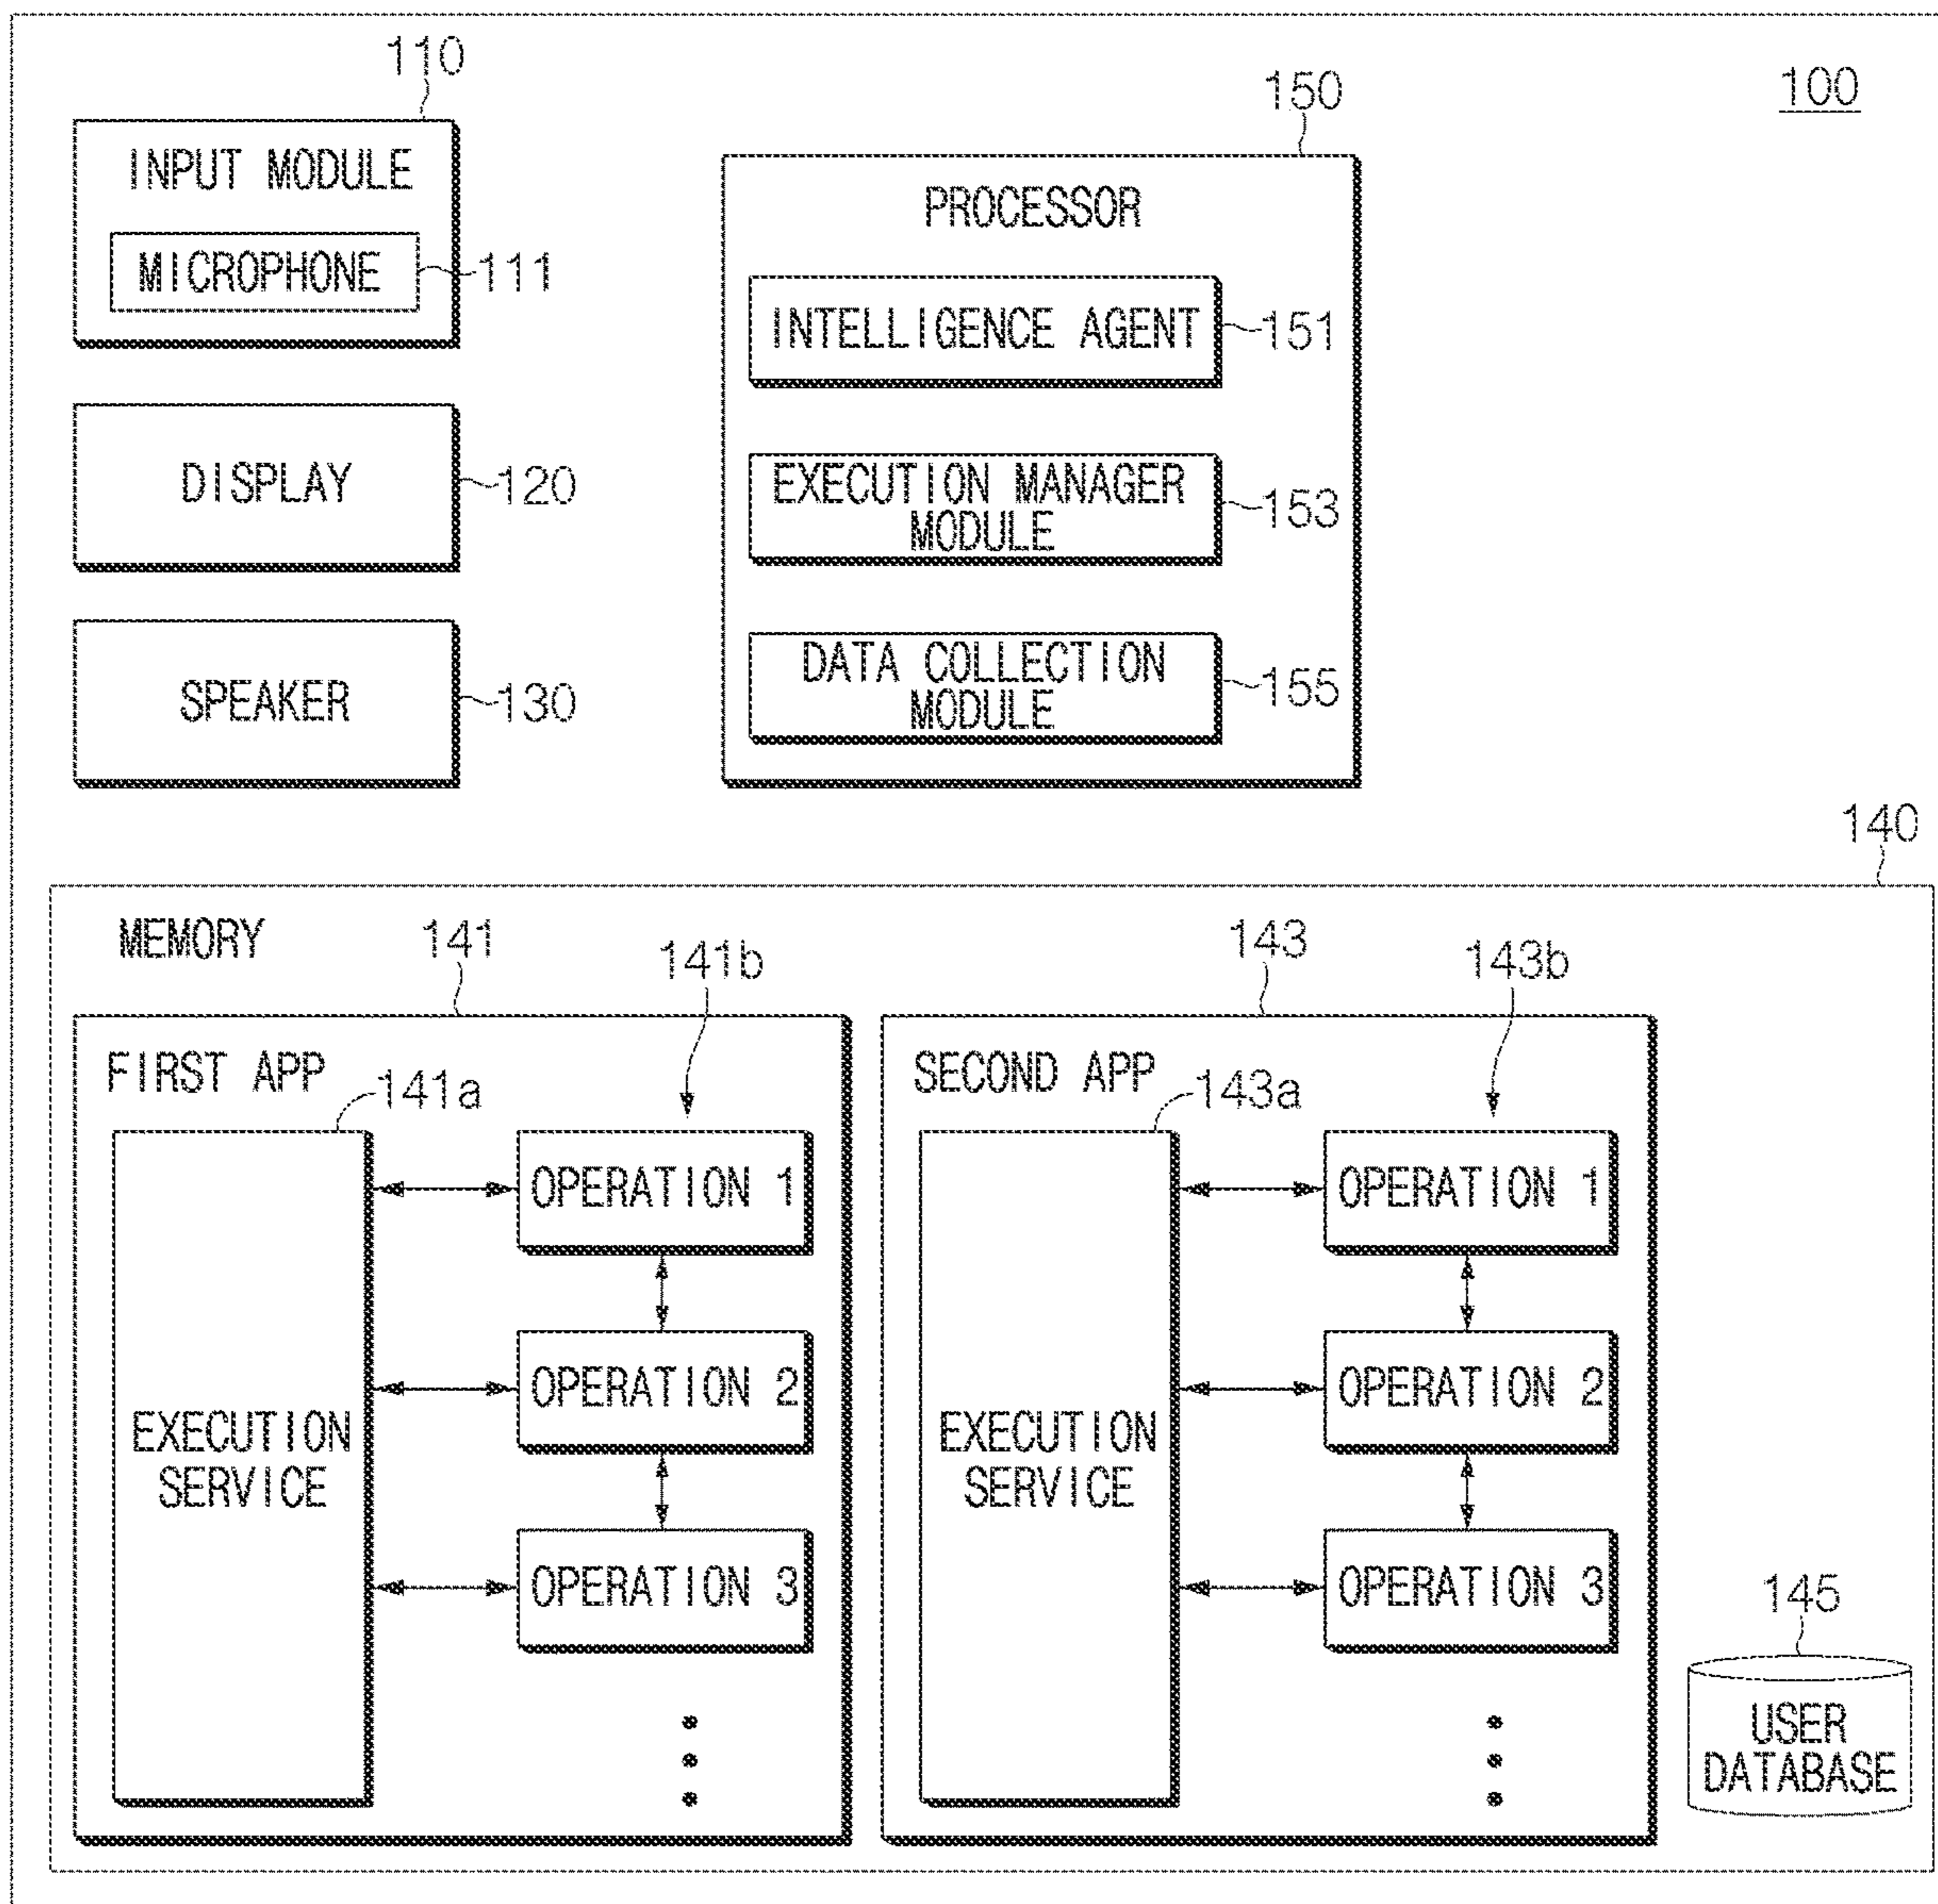 100
110
INPUT MODULE
MICROPHONE
111
DISPLAY
120
SPEAKER
130
150
PROCESSOR
INTELLIGENCE AGENT
151
EXECUTION MANAGER
MODULE
153
DATA COLLECTION
MODULE
155
140
MEMORY
141
141b
FIRST APP
141a
EXECUTION
SERVICE
OPERATION 1
OPERATION 2
OPERATION 3
143
143b
SECOND APP
143a
EXECUTION
SERVICE
OPERATION 1
OPERATION 2
OPERATION 3
145
USER
DATABASE